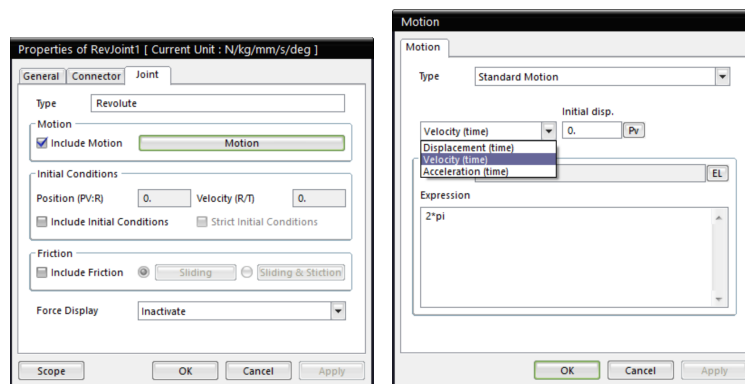 Properties of RevJoint1 [ Current Unit : N/kg/mm/s/deg ]
General Connector Joint
Type Revolute
Motion
Include Motion Motion
Initial Conditions
Position (PV:R) 0. Velocity (R/T) 0.
Include Initial Conditions Strict Initial Conditions
Friction
Include Friction Sliding Sliding & Stiction
Force Display Inactivate
Scope OK Cancel Apply
Motion
Motion
Type Standard Motion
Initial disp.
Velocity (time) 0. Pv
Displacement (time)
Velocity (time)
Acceleration (time)
EL
Expression
2*pi
OK Cancel Apply